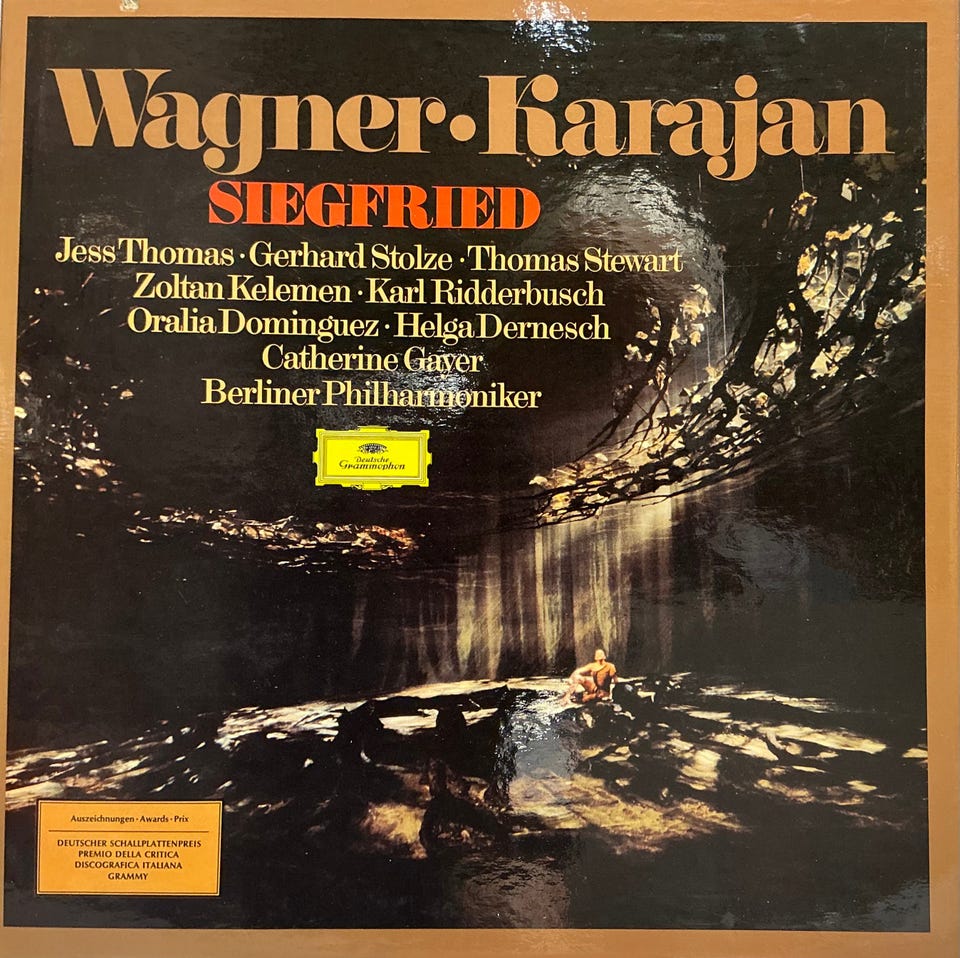 Wagner·Karajan
SIEGFRIED
Jess Thomas · Gerhard Stolze · Thomas Stewart
Zoltan Kelemen · Karl Ridderbusch
Oralia Dominguez · Helga Dernesch
Catherine Gayer
Berliner Philharmoniker
Deutsche
Grammophon
Auszeichnungen · Awards · Prix
DEUTSCHER SCHALLPLATTENPREIS
PREMIO DELLA CRITICA
DISCOGRAFICA ITALIANA
GRAMMY